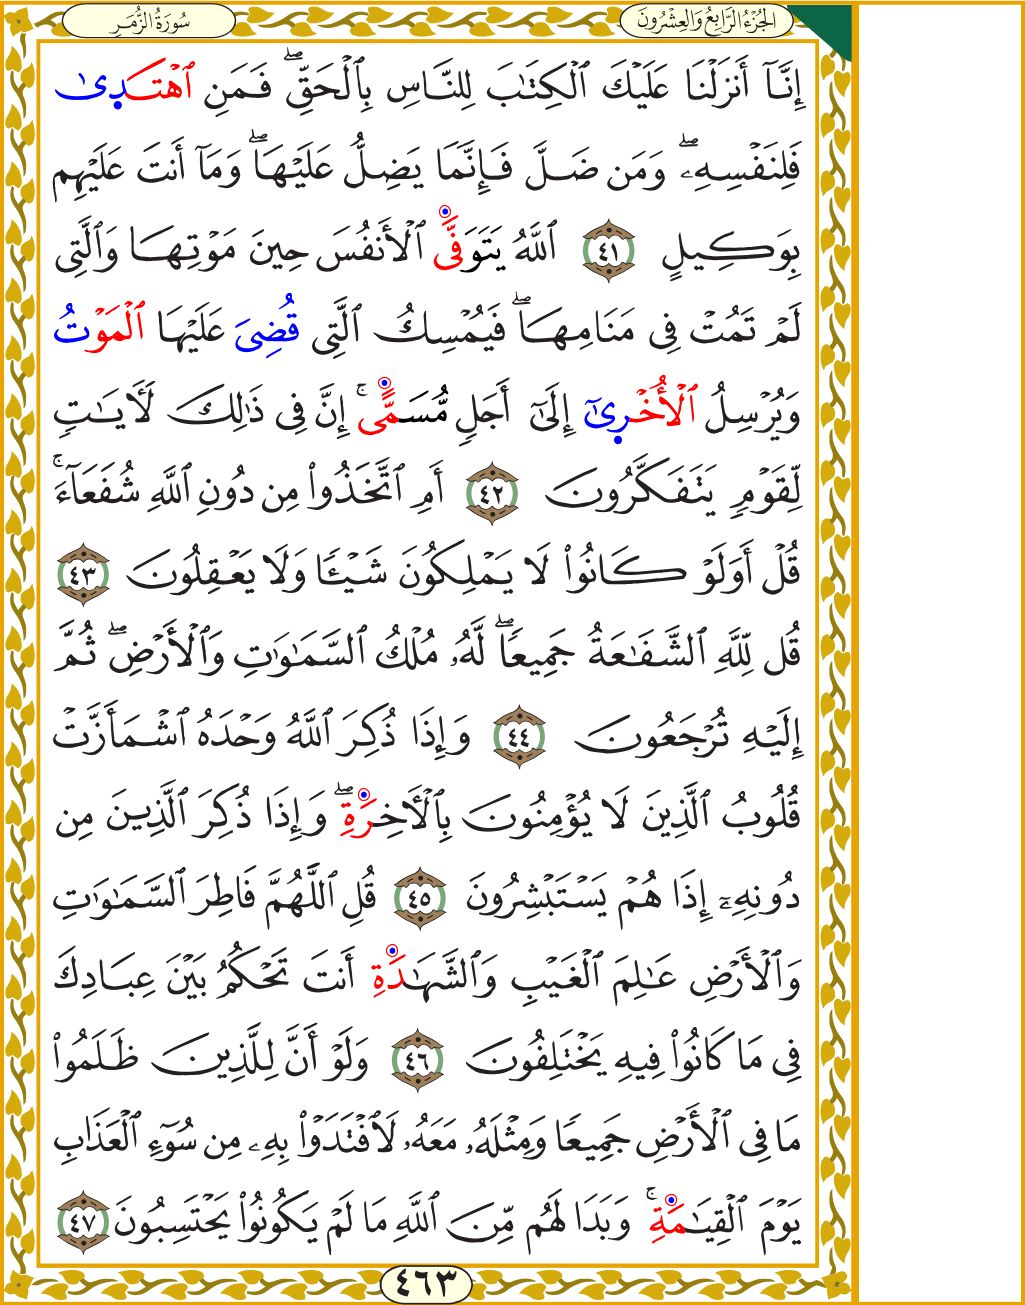 الجُزْءُ الرَّابِعُ وَالعِشْرُونَ
سُورَةُ الزُّمَرِ
إِنَّآ أَنزَلْنَا عَلَيْكَ ٱلْكِتَٰبَ لِلنَّاسِ بِٱلْحَقِّۖ فَمَنِ ٱهْتَدٜىٰ
فَلِنَفْسِهِۦۖ وَمَن ضَلَّ فَإِنَّمَا يَضِلُّ عَلَيْهَاۖ وَمَآ أَنتَ عَلَيْهِم
بِوَكِيلٍ ٤١ ٱللَّهُ يَتَوَفَّى ٱلْأَنفُسَ حِينَ مَوْتِهَا وَٱلَّتِى
لَمْ تَمُتْ فِى مَنَامِهَاۖ فَيُمْسِكُ ٱلَّتِى قُضِىَ عَلَيْهَا ٱلْمَوْتُ
وَيُرْسِلُ ٱلْأُخْرٜىٰٓ إِلَىٰٓ أَجَلٍ مُّسَمًّىۚ إِنَّ فِى ذَٰلِكَ لَءَايَٰتٍ
لِّقَوْمٍ يَتَفَكَّرُونَ ٤٢ أَمِ ٱتَّخَذُوا۟ مِن دُونِ ٱللَّهِ شُفَعَآءَۚ
قُلْ أَوَلَوْ كَانُوا۟ لَا يَمْلِكُونَ شَيْـًٔا وَلَا يَعْقِلُونَ ٤٣
قُل لِّلَّهِ ٱلشَّفَٰعَةُ جَمِيعًاۖ لَّهُۥ مُلْكُ ٱلسَّمَٰوَٰتِ وَٱلْأَرْضِۖ ثُمَّ
إِلَيْهِ تُرْجَعُونَ ٤٤ وَإِذَا ذُكِرَ ٱللَّهُ وَحْدَهُ ٱشْمَأَزَّتْ
قُلُوبُ ٱلَّذِينَ لَا يُؤْمِنُونَ بِٱلْءَاخِرَةِۖ وَإِذَا ذُكِرَ ٱلَّذِينَ مِن
دُونِهِۦٓ إِذَا هُمْ يَسْتَبْشِرُونَ ٤٥ قُلِ ٱللَّهُمَّ فَاطِرَ ٱلسَّمَٰوَٰتِ
وَٱلْأَرْضِ عَٰلِمَ ٱلْغَيْبِ وَٱلشَّهَٰدَةِ أَنتَ تَحْكُمُ بَيْنَ عِبَادِكَ
فِى مَا كَانُوا۟ فِيهِ يَخْتَلِفُونَ ٤٦ وَلَوْ أَنَّ لِلَّذِينَ ظَلَمُوا۟
مَا فِى ٱلْأَرْضِ جَمِيعًا وَمِثْلَهُۥ مَعَهُۥ لَٱفْتَدَوْا۟ بِهِۦ مِن سُوٓءِ ٱلْعَذَابِ
يَوْمَ ٱلْقِيَٰمَةِۚ وَبَدَا لَهُم مِّنَ ٱللَّهِ مَا لَمْ يَكُونُوا۟ يَحْتَسِبُونَ ٤٧
٤٦٣